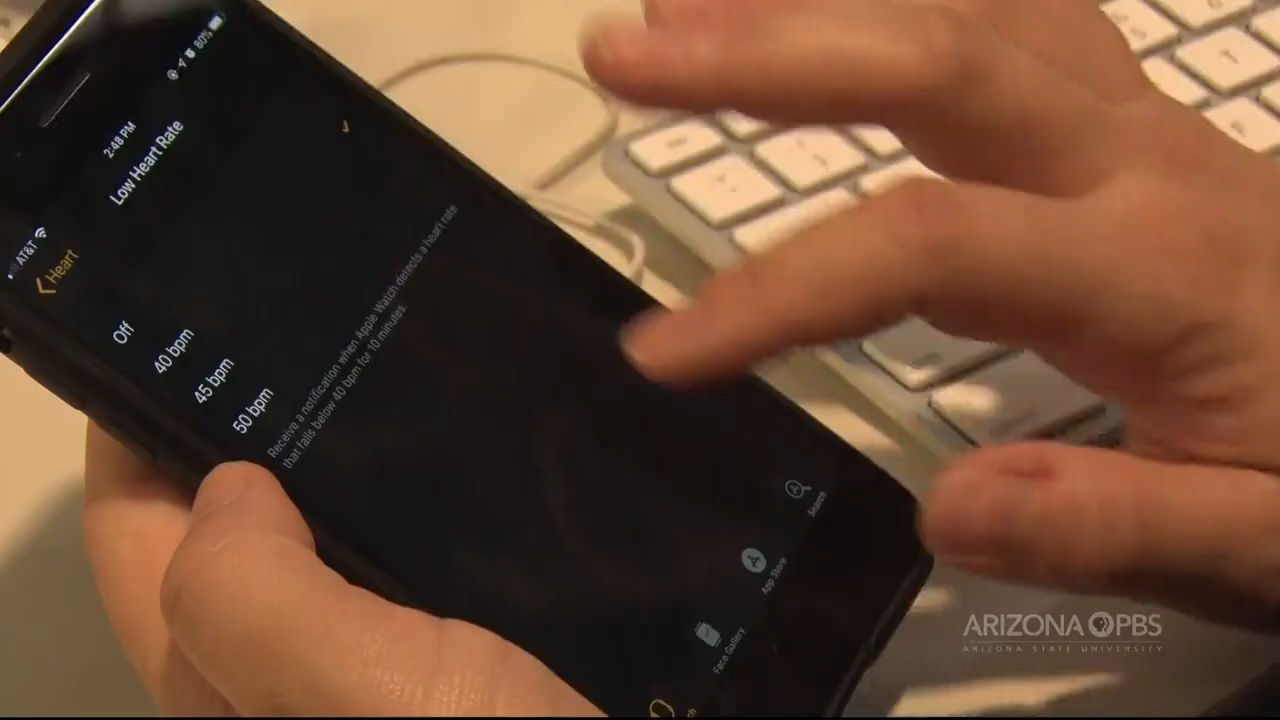 80%
2:48 PM
AT&T
Low Heart Rate
Heart
Off
40 bpm
45 bpm
50 bpm
Receive a notification when Apple Watch detects a heart rate
that falls below 40 bpm for 10 minutes.
Search
App Store
Face Gallery
ARIZONA PBS
ARIZONA STATE UNIVERSITY